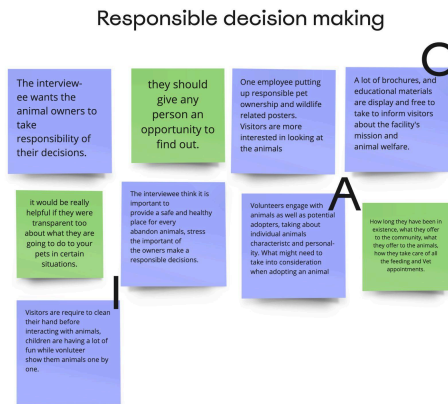 Responsible decision making
The interview-
ee wants the
animal owners to
take
responsibility of
their decisions.
they should
give any
person an
opportunity to
find out.
One employee putting
up responsible pet
ownership and wildlife
related posters.
Visitors are more
interested in looking at
the animals
O
A lot of brochures, and
educational materials
are display and free to
take to inform visitors
about the facility's
mission and
animal welfare.
it would be really
helpful if they were
transparent too
about what they are
going to do to your
pets in certain
situations.
The interviewee think it is
important to
provide a safe and healthy
place for every
abandon animals, stress
the important of
the owners make a
responsible decisions.
I
A
Volunteers engage with
animals as well as potential
adopters, taking about
individual animals
characteristc and personal-
ity. What might need to
take into consideration
when adopting an animal
How long they have been in
existence, what they offer
to the community, what
they offer to the animals,
how they take care of all
the feeding and Vet
appointments.
Visitors are require to clean
their hand before
interacting with animals,
children are having a lot of
fun while vonluteer
show them animals one by
one.